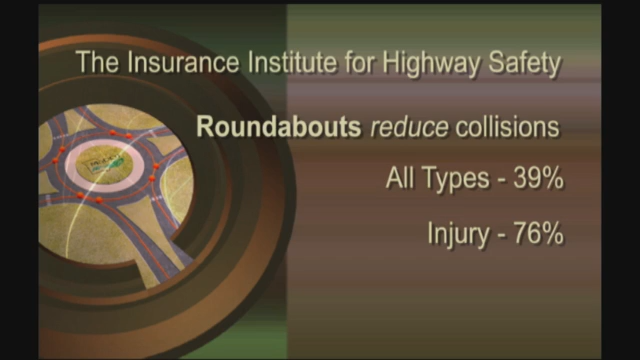 The Insurance Institute for Highway Safety
Roundabouts reduce collisions
All Types - 39%
Injury - 76%